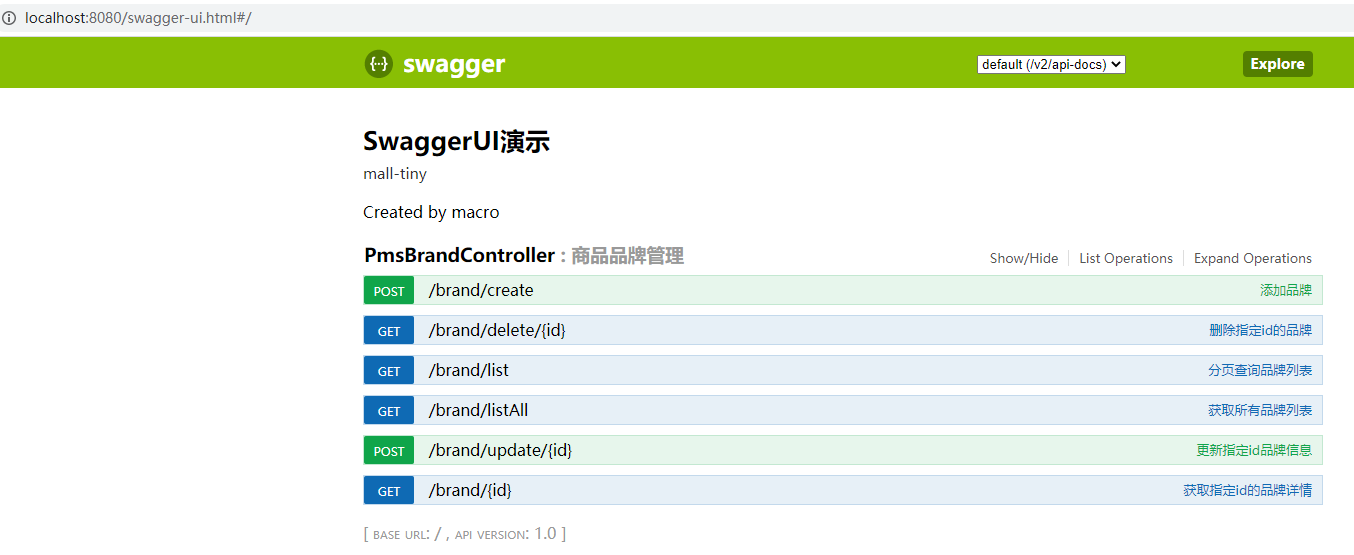 localhost:8080/swagger-ui.html#/
{··} swagger default (/v2/api-docs) Explore
SwaggerUI演示
mall-tiny
Created by macro
PmsBrandController : 商品品牌管理 Show/Hide List Operations Expand Operations
POST /brand/create 添加品牌
GET /brand/delete/{id} 删除指定id的品牌
GET /brand/list 分页查询品牌列表
GET /brand/listAll 获取所有品牌列表
POST /brand/update/{id} 更新指定id品牌信息
GET /brand/{id} 获取指定id的品牌详情
[ BASE URL: / , API VERSION: 1.0 ]